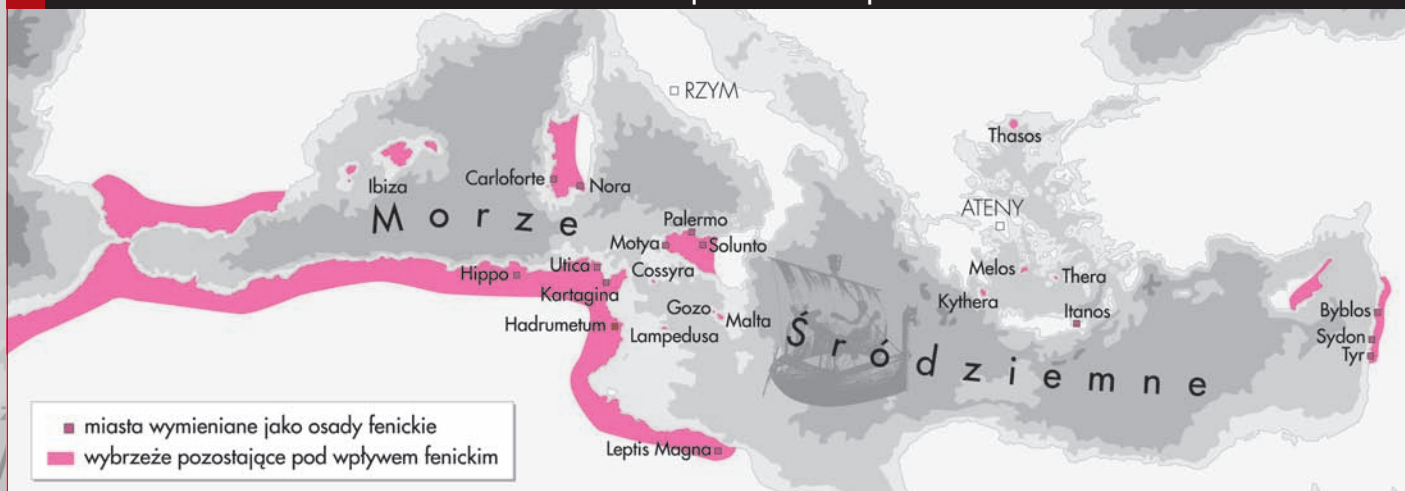 RZYM
Thasos
Ibiza
Carloforte
Nora
Morze
ATENY
Palermo
Motya
Solunto
Hippo
Utica
Cossyra
Kartagina
Melos
Thera
Kythera
Itanos
Gozo
Malta
Hadrumetum
Lampedusa
Byblos
Sydon
Tyr
Śródziemne
Leptis Magna
miasta wymieniane jako osady fenickie
wybrzeże pozostające pod wpływem fenickim